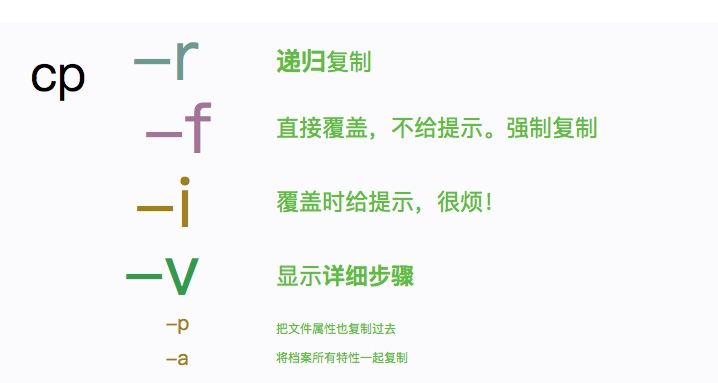 cp –r 递归复制
–f 直接覆盖，不给提示。强制复制
–i 覆盖时给提示，很烦！
–v 显示详细步骤
–p 把文件属性也复制过去
–a 将档案所有特性一起复制